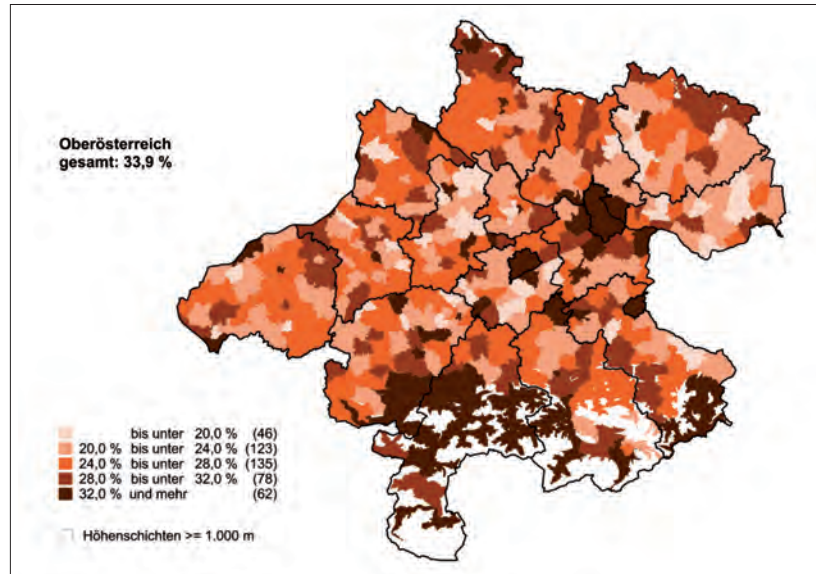 Oberösterreich
gesamt: 33,9 %
bis unter 20,0 % (46)
20,0 % bis unter 24,0 % (123)
24,0 % bis unter 28,0 % (135)
28,0 % bis unter 32,0 % (78)
32,0 % und mehr (62)
Höhenschichten >= 1.000 m